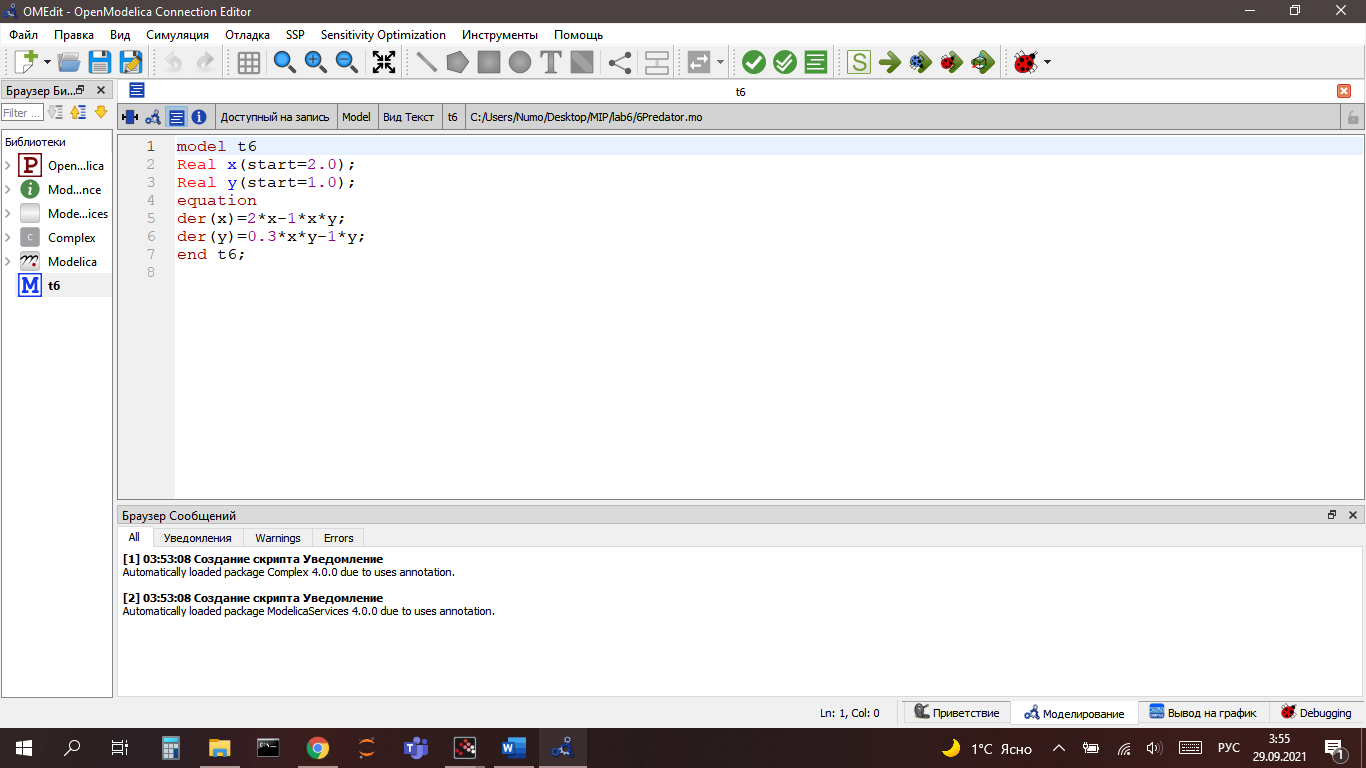 OMEdit - OpenModelica Connection Editor
Файл Правка Вид Симуляция Отладка SSP Sensitivity Optimization Инструменты Помощь
Браузер Би...
t6
Filter ...
Доступный на запись Model Вид Текст t6 C:/Users/Numo/Desktop/MIP/lab6/6Predator.mo
Библиотеки
P Open...lica
i Mod...nce
Mode...ices
C Complex
Modelica
M t6
1 model t6
2 Real x(start=2.0);
3 Real y(start=1.0);
4 equation
5 der(x)=2*x-1*x*y;
6 der(y)=0.3*x*y-1*y;
7 end t6;
8
Браузер Сообщений
All Уведомления Warnings Errors
[1] 03:53:08 Создание скрипта Уведомление
Automatically loaded package Complex 4.0.0 due to uses annotation.
[2] 03:53:08 Создание скрипта Уведомление
Automatically loaded package ModelicaServices 4.0.0 due to uses annotation.
Ln: 1, Col: 0 Приветствие Моделирование Вывод на график Debugging
1°C Ясно РУС 3:55
29.09.2021 1